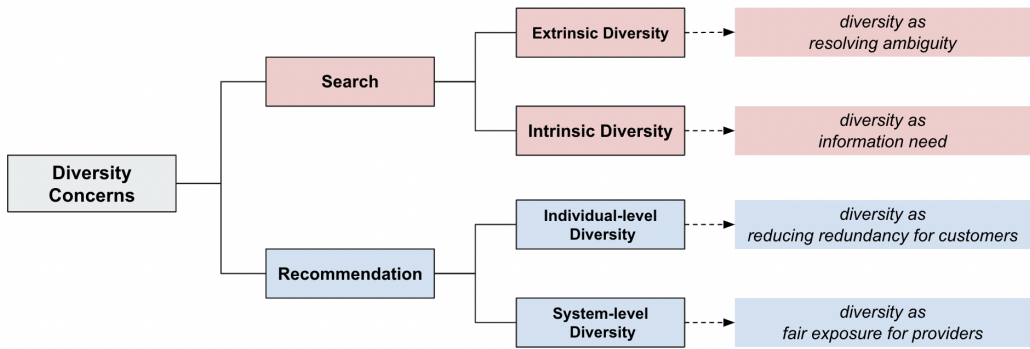 Diversity
Concerns
Search
Recommendation
Extrinsic Diversity
Intrinsic Diversity
Individual-level
Diversity
System-level
Diversity
diversity as
resolving ambiguity
diversity as
information need
diversity as
reducing redundancy for customers
diversity as
fair exposure for providers